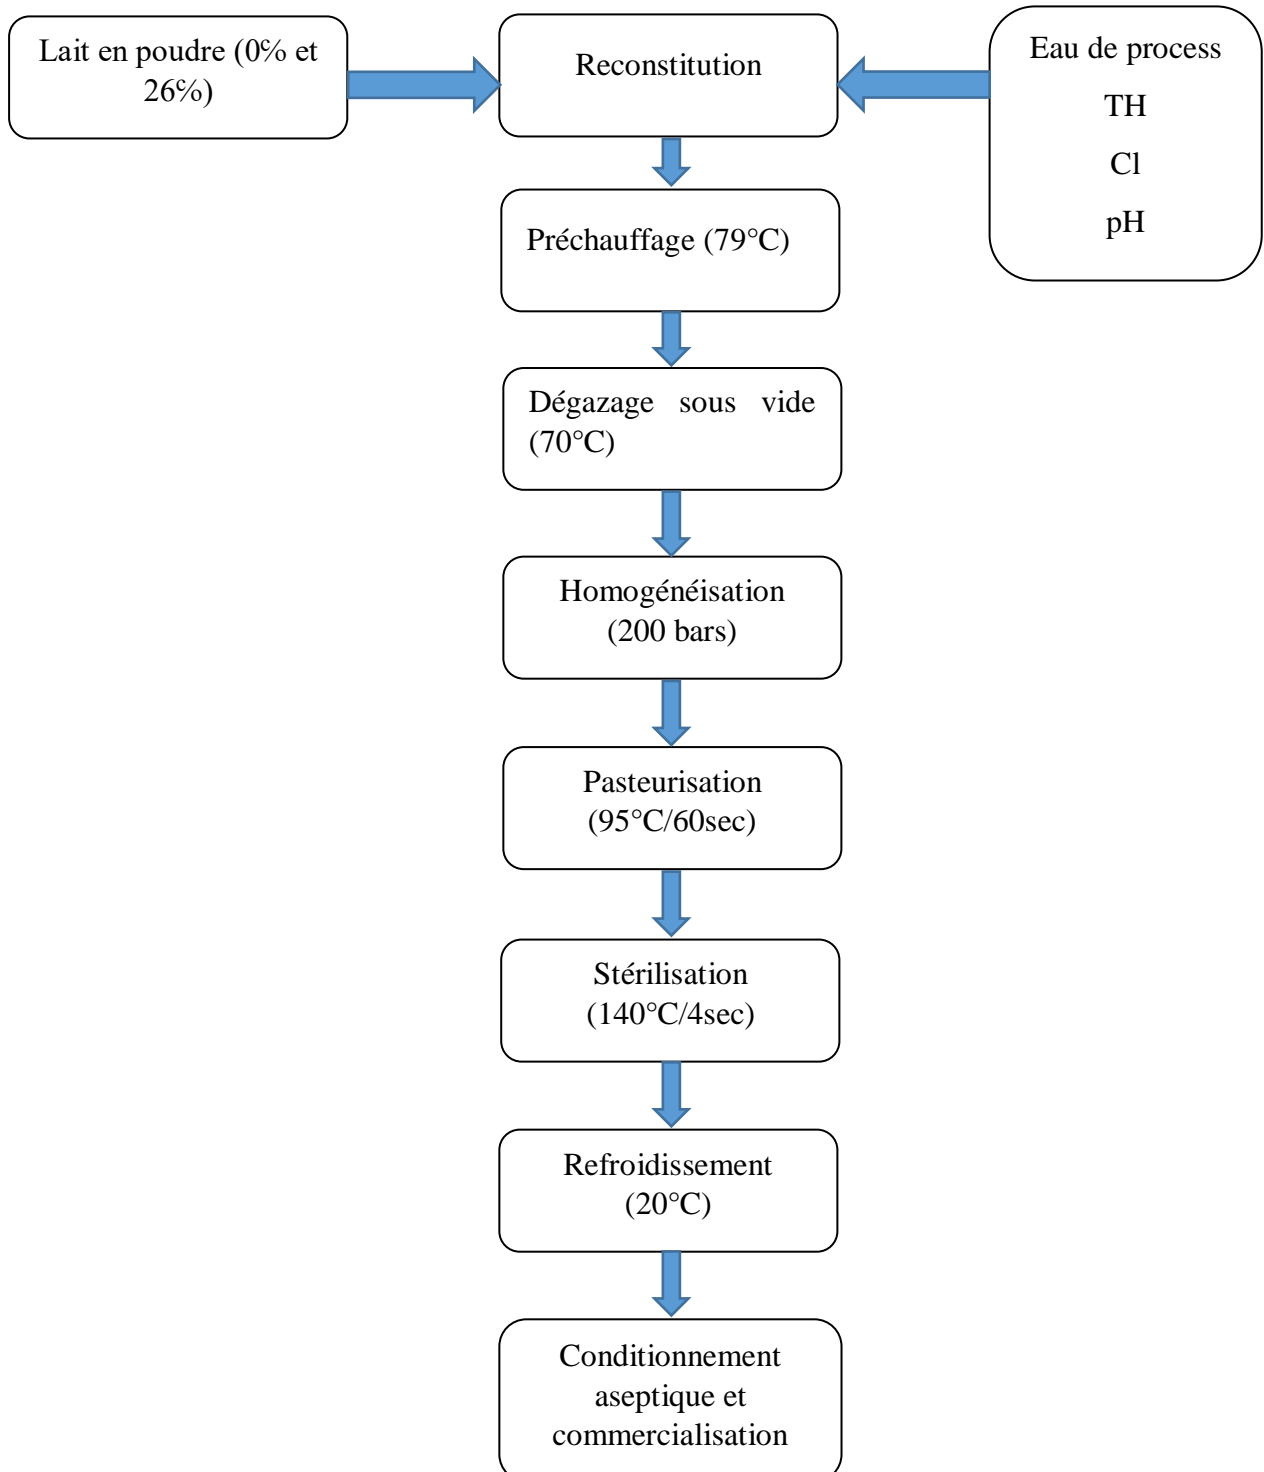 Lait en poudre (0% et
26%)
Reconstitution
Eau de process
TH
Cl
pH
Préchauffage (79°C)
Dégazage sous vide
(70°C)
Homogénéisation
(200 bars)
Pasteurisation
(95°C/60sec)
Stérilisation
(140°C/4sec)
Refroidissement
(20°C)
Conditionnement
aseptique et
commercialisation